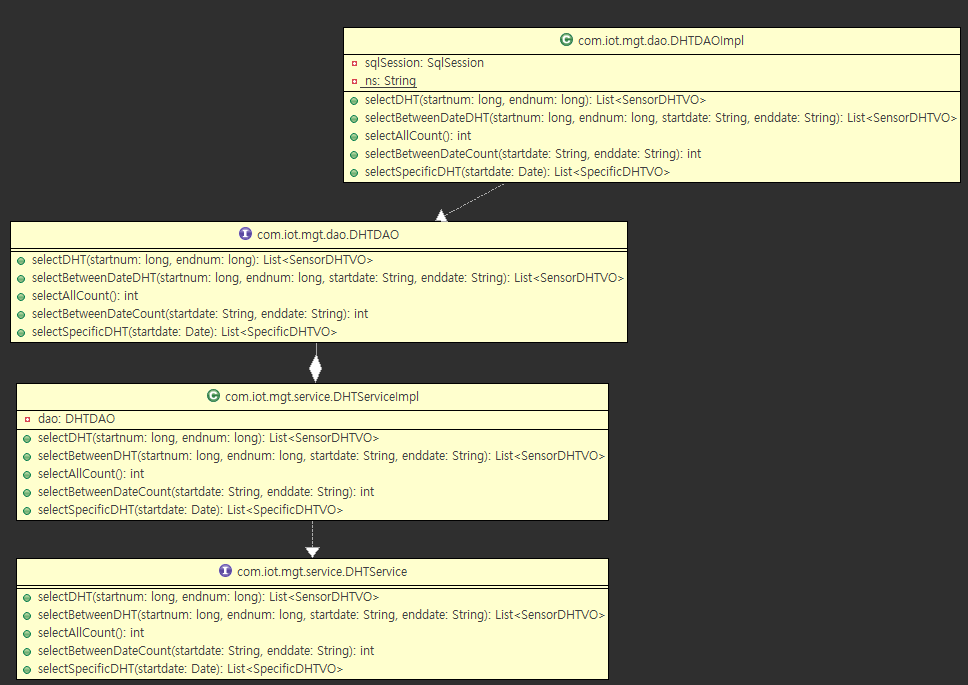 com.iot.mgt.dao.DHTDAOImpl
sqlSession: SqlSession
ns: String
selectDHT(startnum: long, endnum: long): List<SensorDHTVO>
selectBetweenDateDHT(startnum: long, endnum: long, startdate: String, enddate: String): List<SensorDHTVO>
selectAllCount(): int
selectBetweenDateCount(startdate: String, enddate: String): int
selectSpecificDHT(startdate: Date): List<SpecificDHTVO>
com.iot.mgt.dao.DHTDAO
selectDHT(startnum: long, endnum: long): List<SensorDHTVO>
selectBetweenDateDHT(startnum: long, endnum: long, startdate: String, enddate: String): List<SensorDHTVO>
selectAllCount(): int
selectBetweenDateCount(startdate: String, enddate: String): int
selectSpecificDHT(startdate: Date): List<SpecificDHTVO>
com.iot.mgt.service.DHTServiceImpl
dao: DHTDAO
selectDHT(startnum: long, endnum: long): List<SensorDHTVO>
selectBetweenDHT(startnum: long, endnum: long, startdate: String, enddate: String): List<SensorDHTVO>
selectAllCount(): int
selectBetweenDateCount(startdate: String, enddate: String): int
selectSpecificDHT(startdate: Date): List<SpecificDHTVO>
com.iot.mgt.service.DHTService
selectDHT(startnum: long, endnum: long): List<SensorDHTVO>
selectBetweenDHT(startnum: long, endnum: long, startdate: String, enddate: String): List<SensorDHTVO>
selectAllCount(): int
selectBetweenDateCount(startdate: String, enddate: String): int
selectSpecificDHT(startdate: Date): List<SpecificDHTVO>